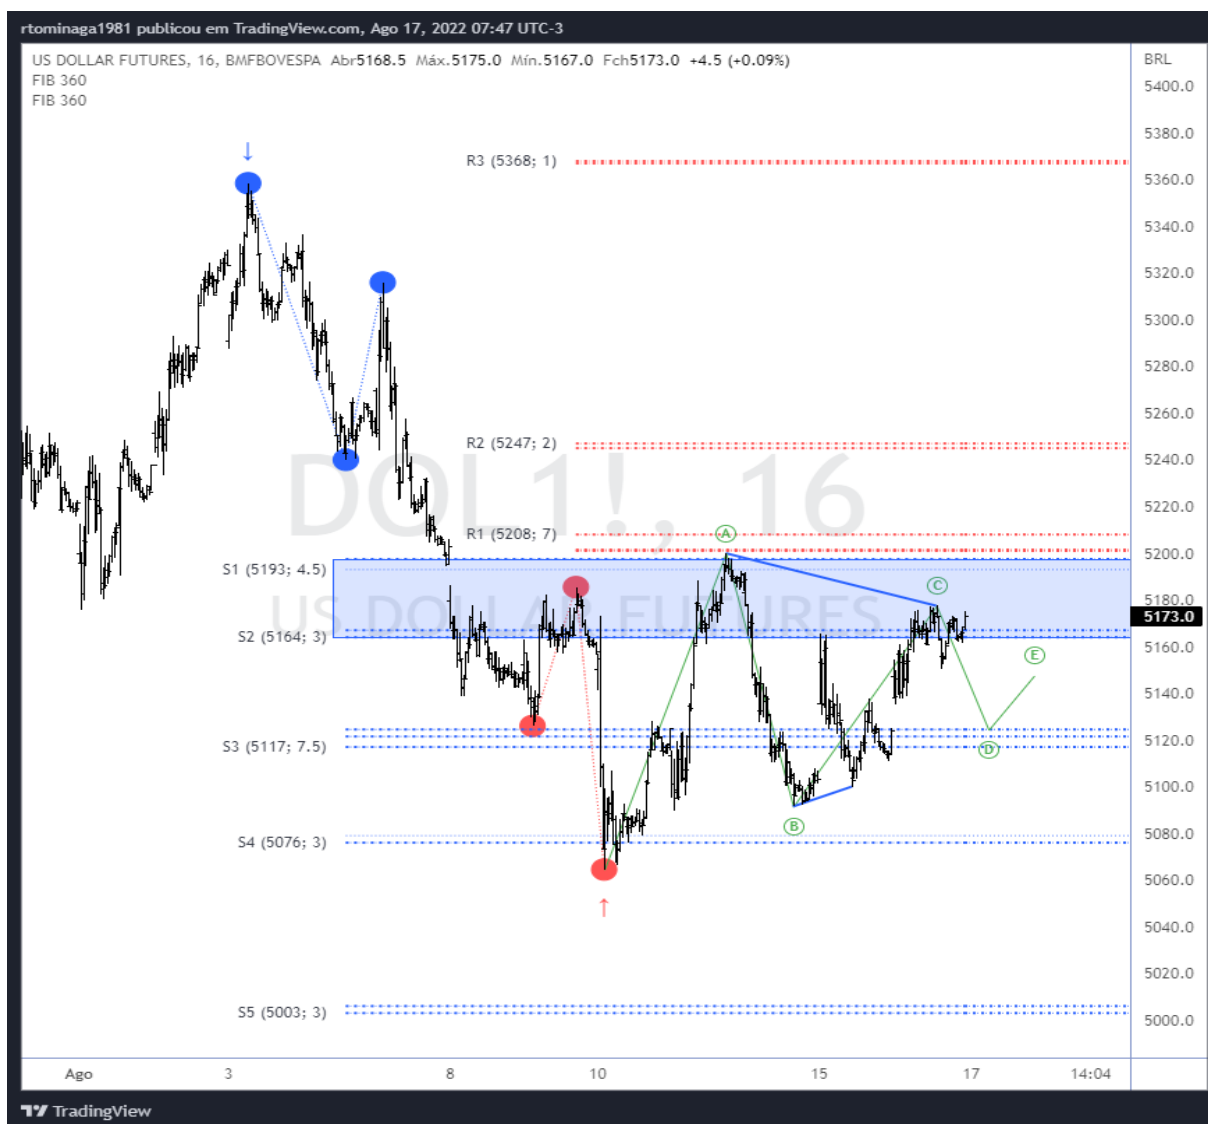 rtominaga1981 publicou em TradingView.com, Ago 17, 2022 07:47 UTC-3
US DOLLAR FUTURES, 16, BMFBOVESPA Abr5168.5 Máx.5175.0 Mín.5167.0 Fch5173.0 +4.5 (+0.09%)
BRL
FIB 360
FIB 360
5400.0
5380.0
5360.0
5340.0
5320.0
5300.0
5280.0
5260.0
5240.0
5220.0
5200.0
5180.0
5173.0
5160.0
5140.0
5120.0
5100.0
5080.0
5060.0
5040.0
5020.0
5000.0
R3 (5368; 1)
R2 (5247; 2)
DOL1!, 16
R1 (5208; 7)
A
S1 (5193; 4.5)
C
US DOLLAR FUTURES
S2 (5164; 3)
E
S3 (5117; 7.5)
D
B
S4 (5076; 3)
S5 (5003; 3)
Ago 3 8 10 15 17 14:04
TradingView